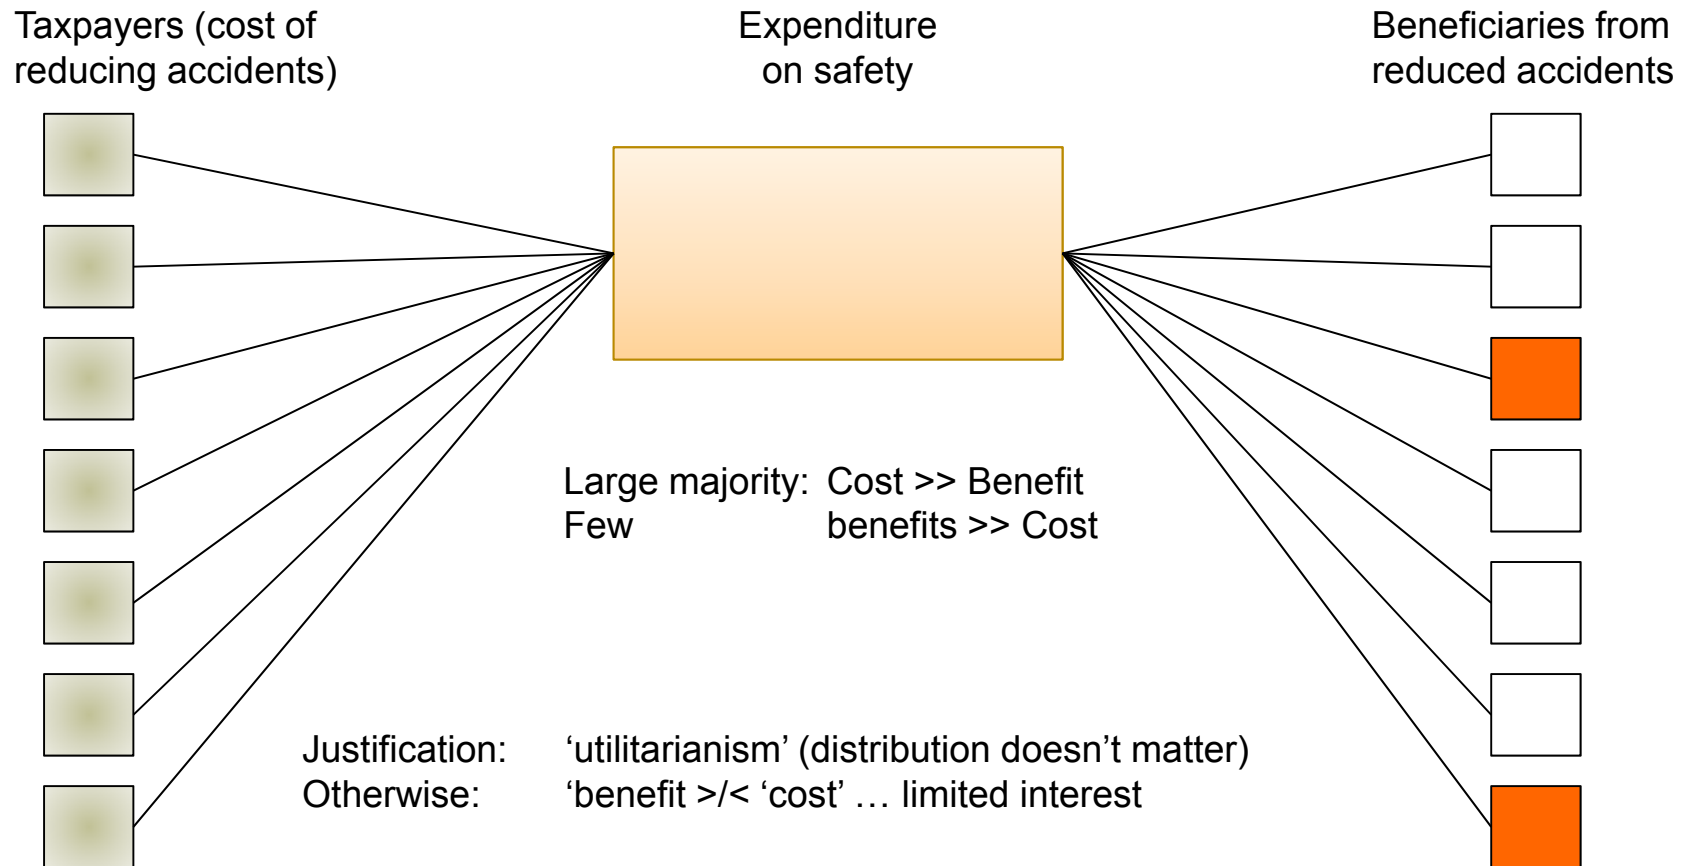 Taxpayers (cost of
reducing accidents)
Expenditure
on safety
Beneficiaries from
reduced accidents
Large majority: Cost >> Benefit
Few benefits >> Cost
Justification: ‘utilitarianism’ (distribution doesn’t matter)
Otherwise: ‘benefit >/< ‘cost’ … limited interest